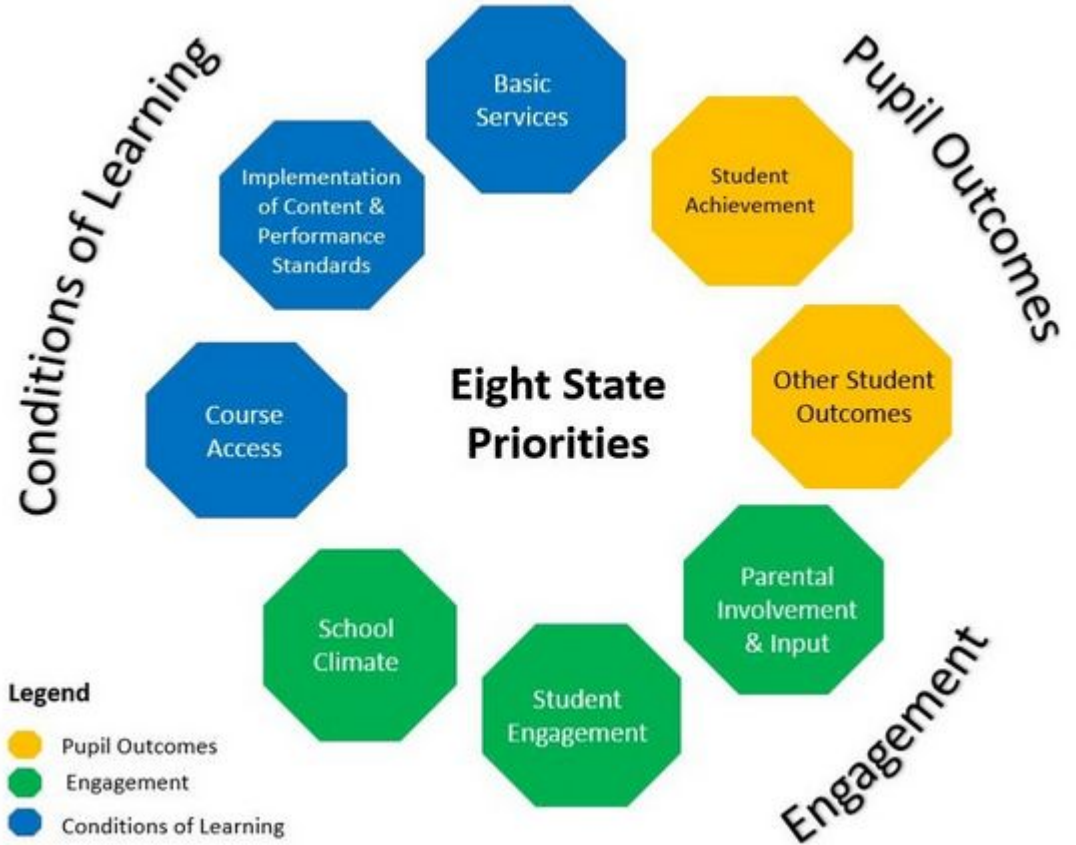 Conditions of Learning
Pupil Outcomes
Basic
Services
Student
Achievement
Implementation
of Content &
Performance
Standards
Other Student
Outcomes
Eight State
Priorities
Course
Access
Parental
Involvement
& Input
School
Climate
Student
Engagement
Engagement
Legend
Pupil Outcomes
Engagement
Conditions of Learning